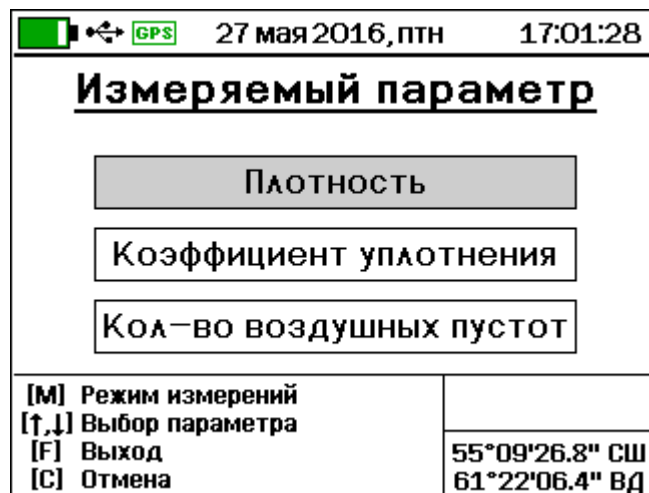 GPS 27 мая 2016, птн 17:01:28
Измеряемый параметр
Плотность
Коэффициент уплотнения
Кол-во воздушных пустот
[M] Режим измерений
[↑,↓] Выбор параметра
[F] Выход
[C] Отмена
55°09'26.8" СШ
61°22'06.4" ВД